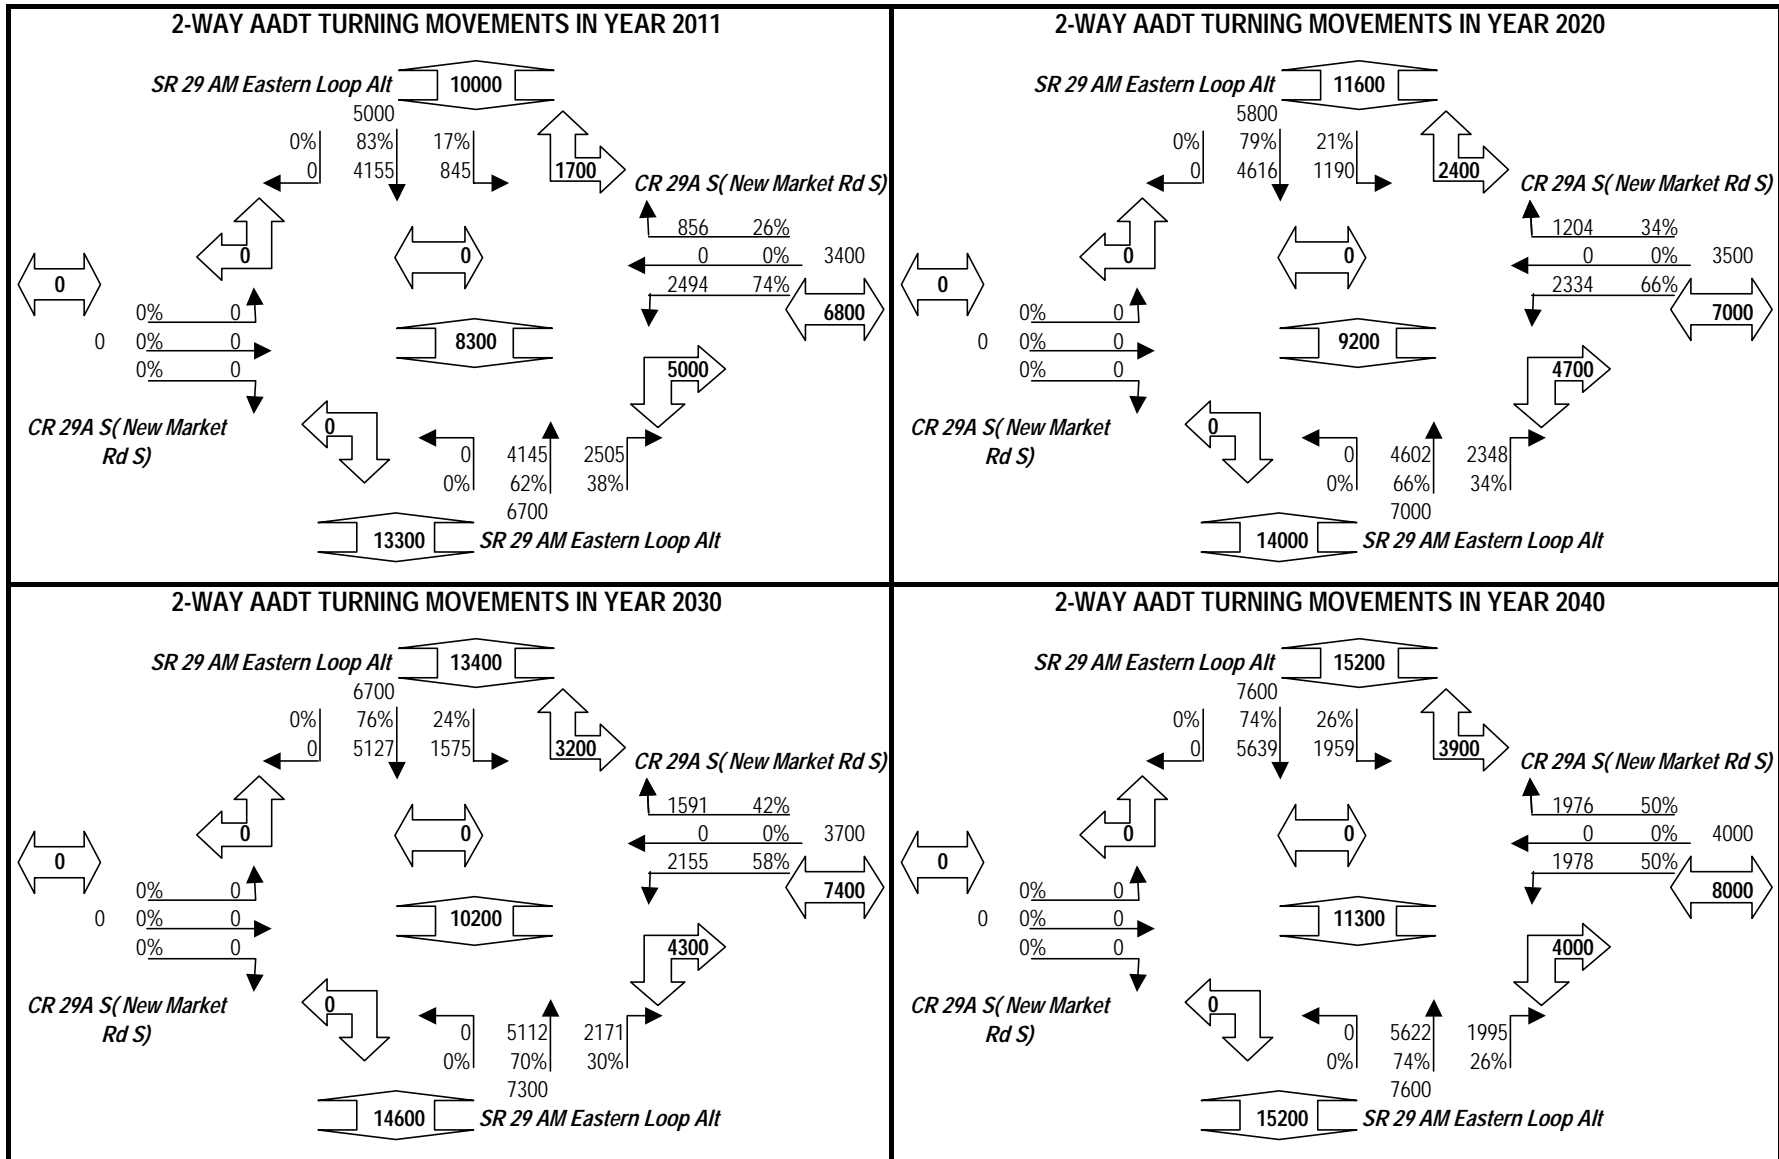 2-WAY AADT TURNING MOVEMENTS IN YEAR 2011
SR 29 AM Eastern Loop Alt 10000
5000
0% 83% 17%
0 4155 845
1700
CR 29A S( New Market Rd S)
856 26%
0 0% 3400
2494 74%
6800
0
0
0
0% 0
0 0% 0
0% 0
8300
5000
CR 29A S( New Market
Rd S)
0
0 4145 2505
0% 62% 38%
6700
13300 SR 29 AM Eastern Loop Alt
2-WAY AADT TURNING MOVEMENTS IN YEAR 2020
SR 29 AM Eastern Loop Alt 11600
5800
0% 79% 21%
0 4616 1190
2400
CR 29A S( New Market Rd S)
1204 34%
0 0% 3500
2334 66%
7000
0
0
0
0% 0
0 0% 0
0% 0
9200
4700
CR 29A S( New Market
Rd S)
0
0 4602 2348
0% 66% 34%
7000
14000 SR 29 AM Eastern Loop Alt
2-WAY AADT TURNING MOVEMENTS IN YEAR 2030
SR 29 AM Eastern Loop Alt 13400
6700
0% 76% 24%
0 5127 1575
3200
CR 29A S( New Market Rd S)
1591 42%
0 0% 3700
2155 58%
7400
0
0
0
0% 0
0 0% 0
0% 0
10200
4300
CR 29A S( New Market
Rd S)
0
0 5112 2171
0% 70% 30%
7300
14600 SR 29 AM Eastern Loop Alt
2-WAY AADT TURNING MOVEMENTS IN YEAR 2040
SR 29 AM Eastern Loop Alt 15200
7600
0% 74% 26%
0 5639 1959
3900
CR 29A S( New Market Rd S)
1976 50%
0 0% 4000
1978 50%
8000
0
0
0
0% 0
0 0% 0
0% 0
11300
4000
CR 29A S( New Market
Rd S)
0
0 5622 1995
0% 74% 26%
7600
15200 SR 29 AM Eastern Loop Alt